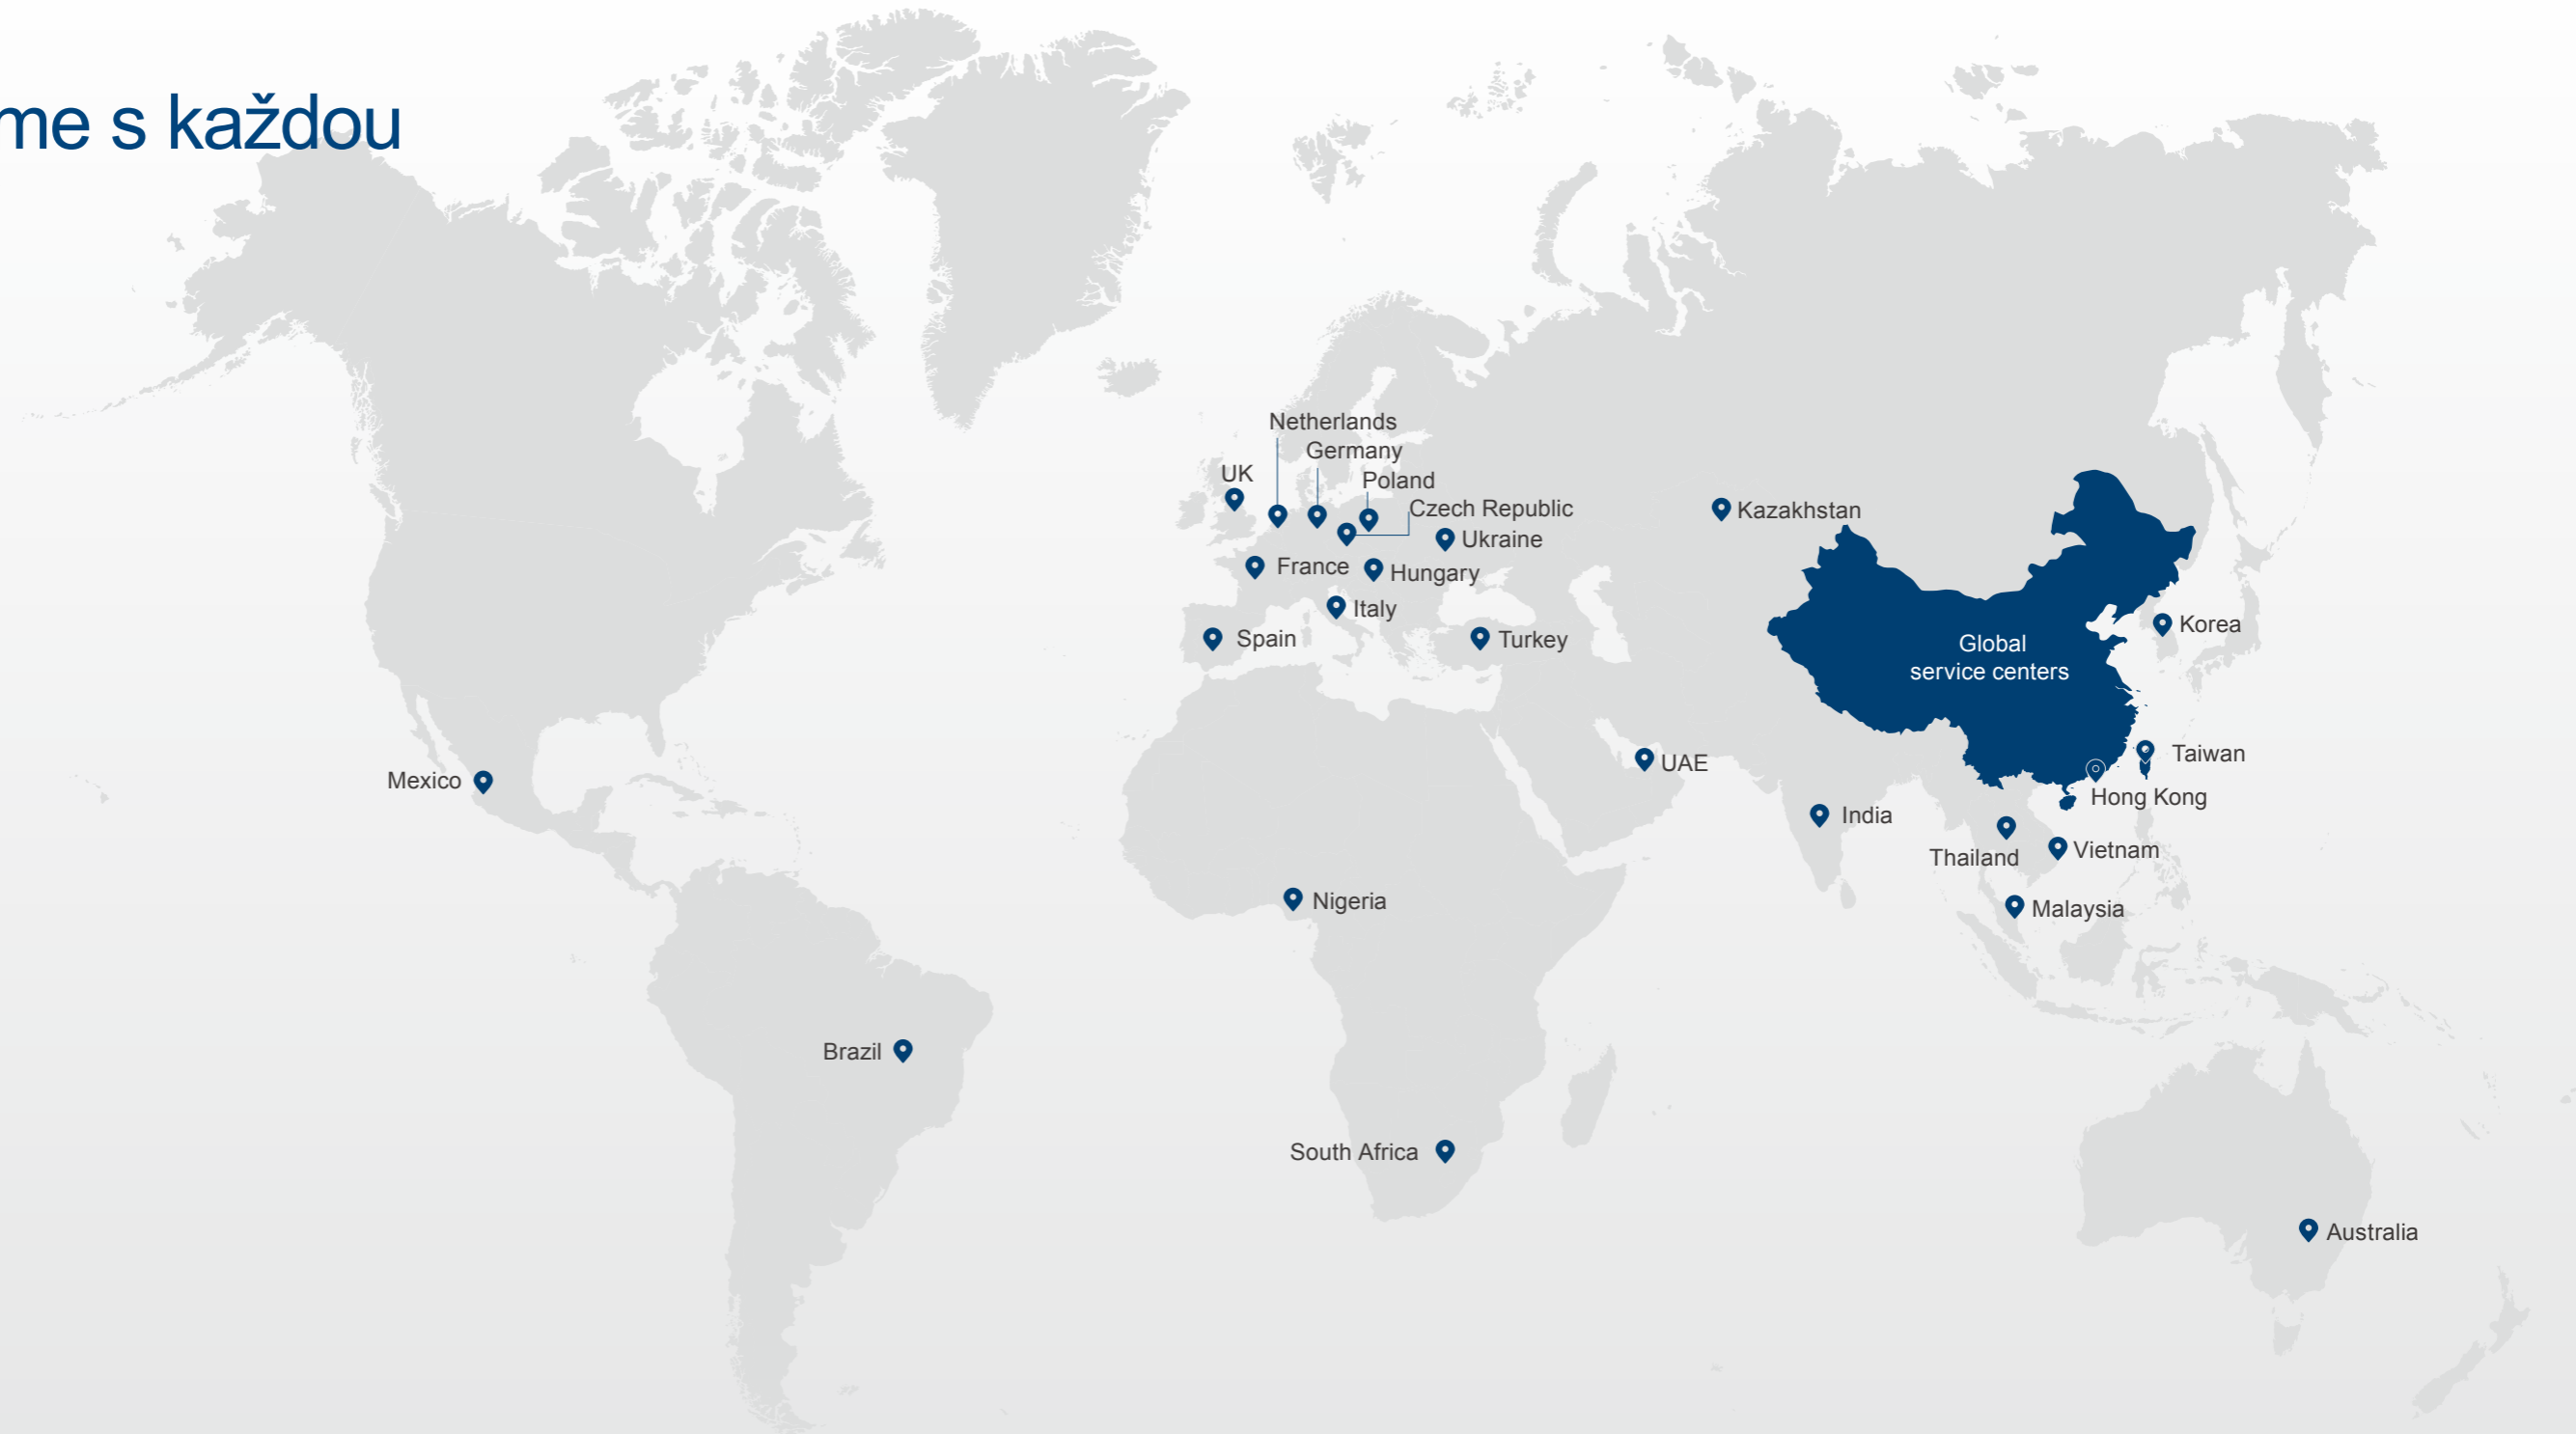 me s každou
Netherlands
Germany
UK
Poland
Czech Republic
Kazakhstan
Ukraine
France
Hungary
Italy
Korea
Spain
Turkey
Global
service centers
Taiwan
UAE
Mexico
Hong Kong
India
Vietnam
Thailand
Nigeria
Malaysia
Brazil
South Africa
Australia